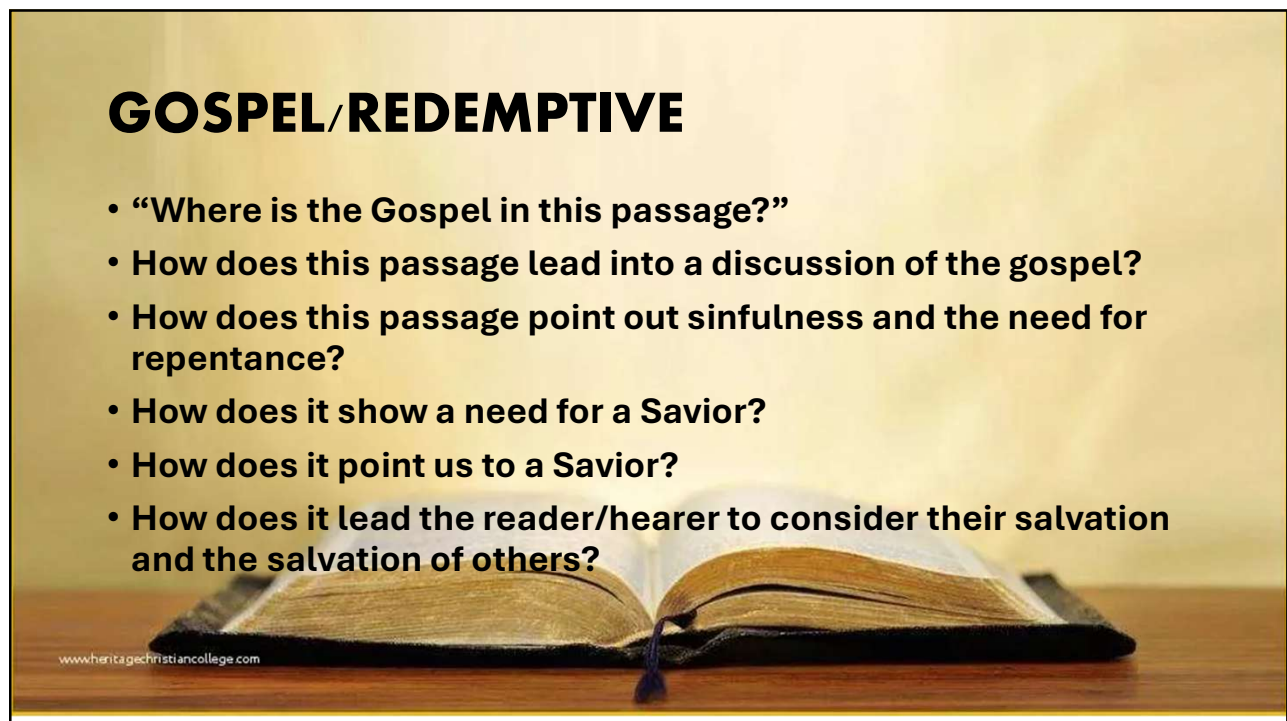 GOSPEL/REDEMPTIVE
• “Where is the Gospel in this passage?”
• How does this passage lead into a discussion of the gospel?
• How does this passage point out sinfulness and the need for
repentance?
• How does it show a need for a Savior?
• How does it point us to a Savior?
• How does it lead the reader/hearer to consider their salvation
and the salvation of others?
www.heritagechristiancollege.com